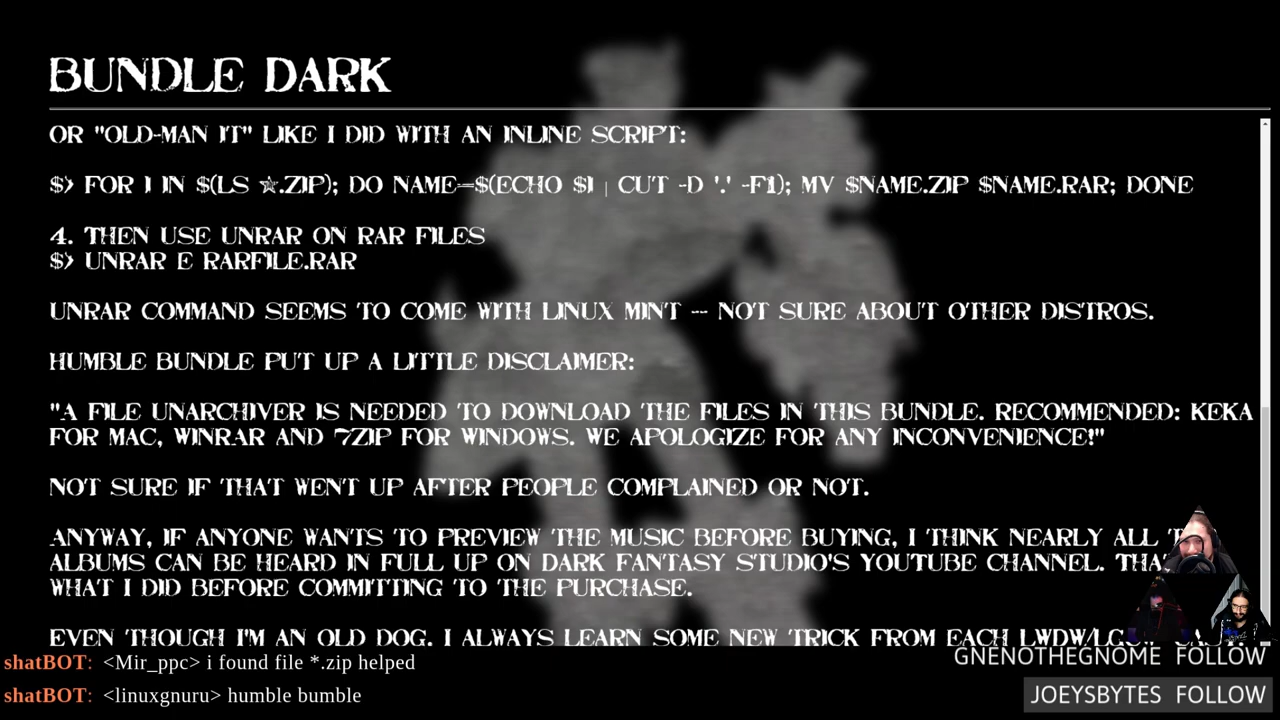 BUNDLE DARK
OR "OLD-MAN IT" LIKE I DID WITH AN INLINE SCRIPT:
$> FOR I IN $(LS ☆.ZIP); DO NAME=$(ECHO $I | CUT -D '.' -F1); MV $NAME.ZIP $NAME.RAR; DONE
4. THEN USE UNRAR ON RAR FILES
$> UNRAR E RARFILE.RAR
UNRAR COMMAND SEEMS TO COME WITH LINUX MINT -- NOT SURE ABOUT OTHER DISTROS.
HUMBLE BUNDLE PUT UP A LITTLE DISCLAIMER:
"A FILE UNARCHIVER IS NEEDED TO DOWNLOAD THE FILES IN THIS BUNDLE. RECOMMENDED: KEKA
FOR MAC, WINRAR AND 7ZIP FOR WINDOWS. WE APOLOGIZE FOR ANY INCONVENIENCE!"
NOT SURE IF THAT WENT UP AFTER PEOPLE COMPLAINED OR NOT.
ANYWAY, IF ANYONE WANTS TO PREVIEW THE MUSIC BEFORE BUYING, I THINK NEARLY ALL
ALBUMS CAN BE HEARD IN FULL UP ON DARK FANTASY STUDIO'S YOUTUBE CHANNEL.
WHAT I DID BEFORE COMMITTING TO THE PURCHASE.
EVEN THOUGH I'M AN OLD DOG, I ALWAYS LEARN SOME NEW TRICK FROM EACH
shatBOT: <Mir_ppc> i found file *.zip helped
GNENOTHEGNOME FOLLOW
shatBOT: <linuxgnuru> humble bumble
JOEYSBYTES FOLLOW